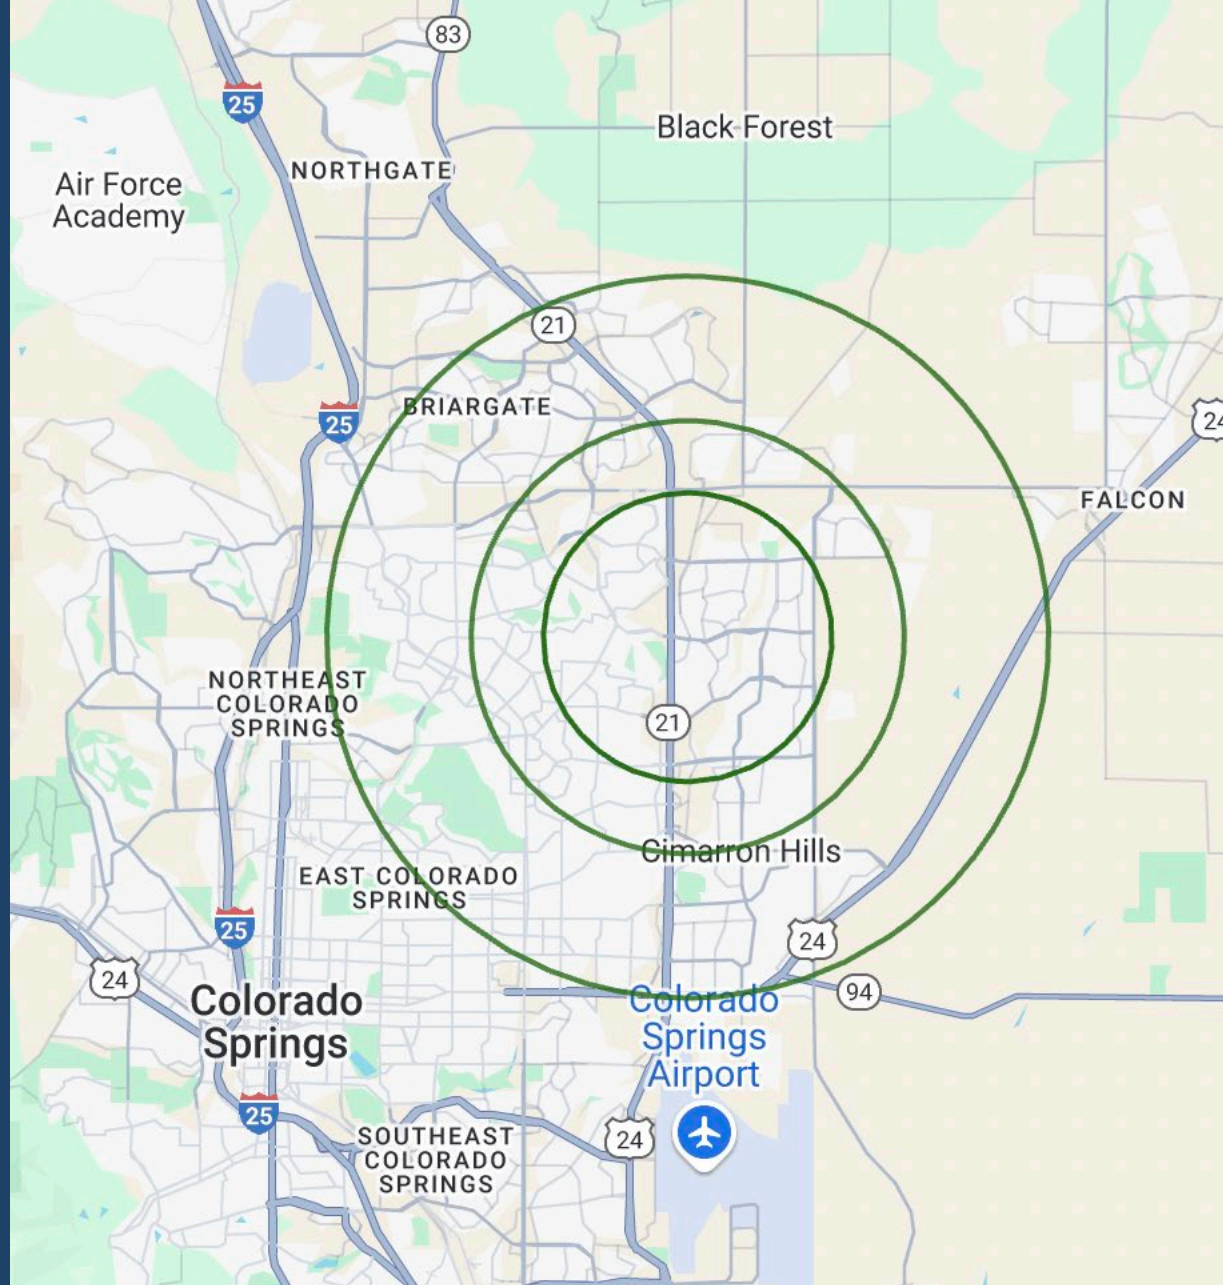 83
25
Black Forest
NORTHGATE
Air Force
Academy
21
BRIARGATE
25
24
FALCON
NORTHEAST
COLORADO
SPRINGS
21
Cimarron Hills
EAST COLORADO
SPRINGS
25
24
24
94
Colorado
Springs
Colorado
Springs
Airport
25
24
SOUTHEAST
COLORADO
SPRINGS